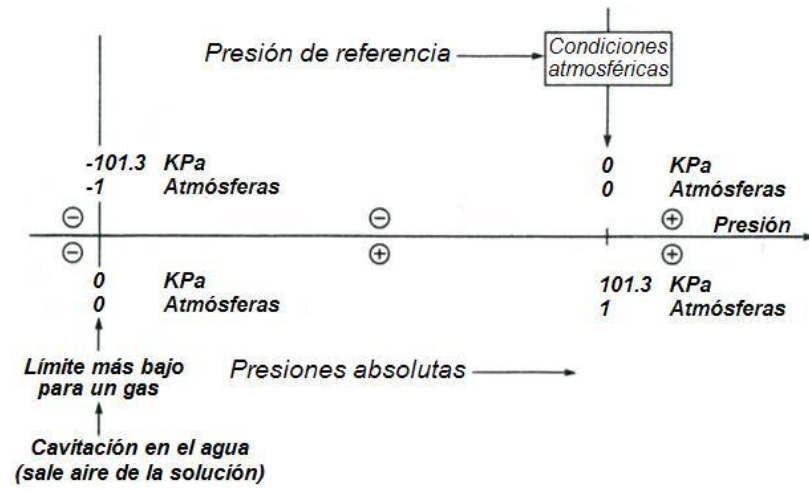 Presión de referencia
Condiciones
atmosféricas
-101.3 KPa
-1 Atmósferas
0 KPa
0 Atmósferas
Presión
0 KPa
0 Atmósferas
101.3 KPa
1 Atmósferas
Límite más bajo
para un gas
Presiones absolutas
Cavitación en el agua
(sale aire de la solución)